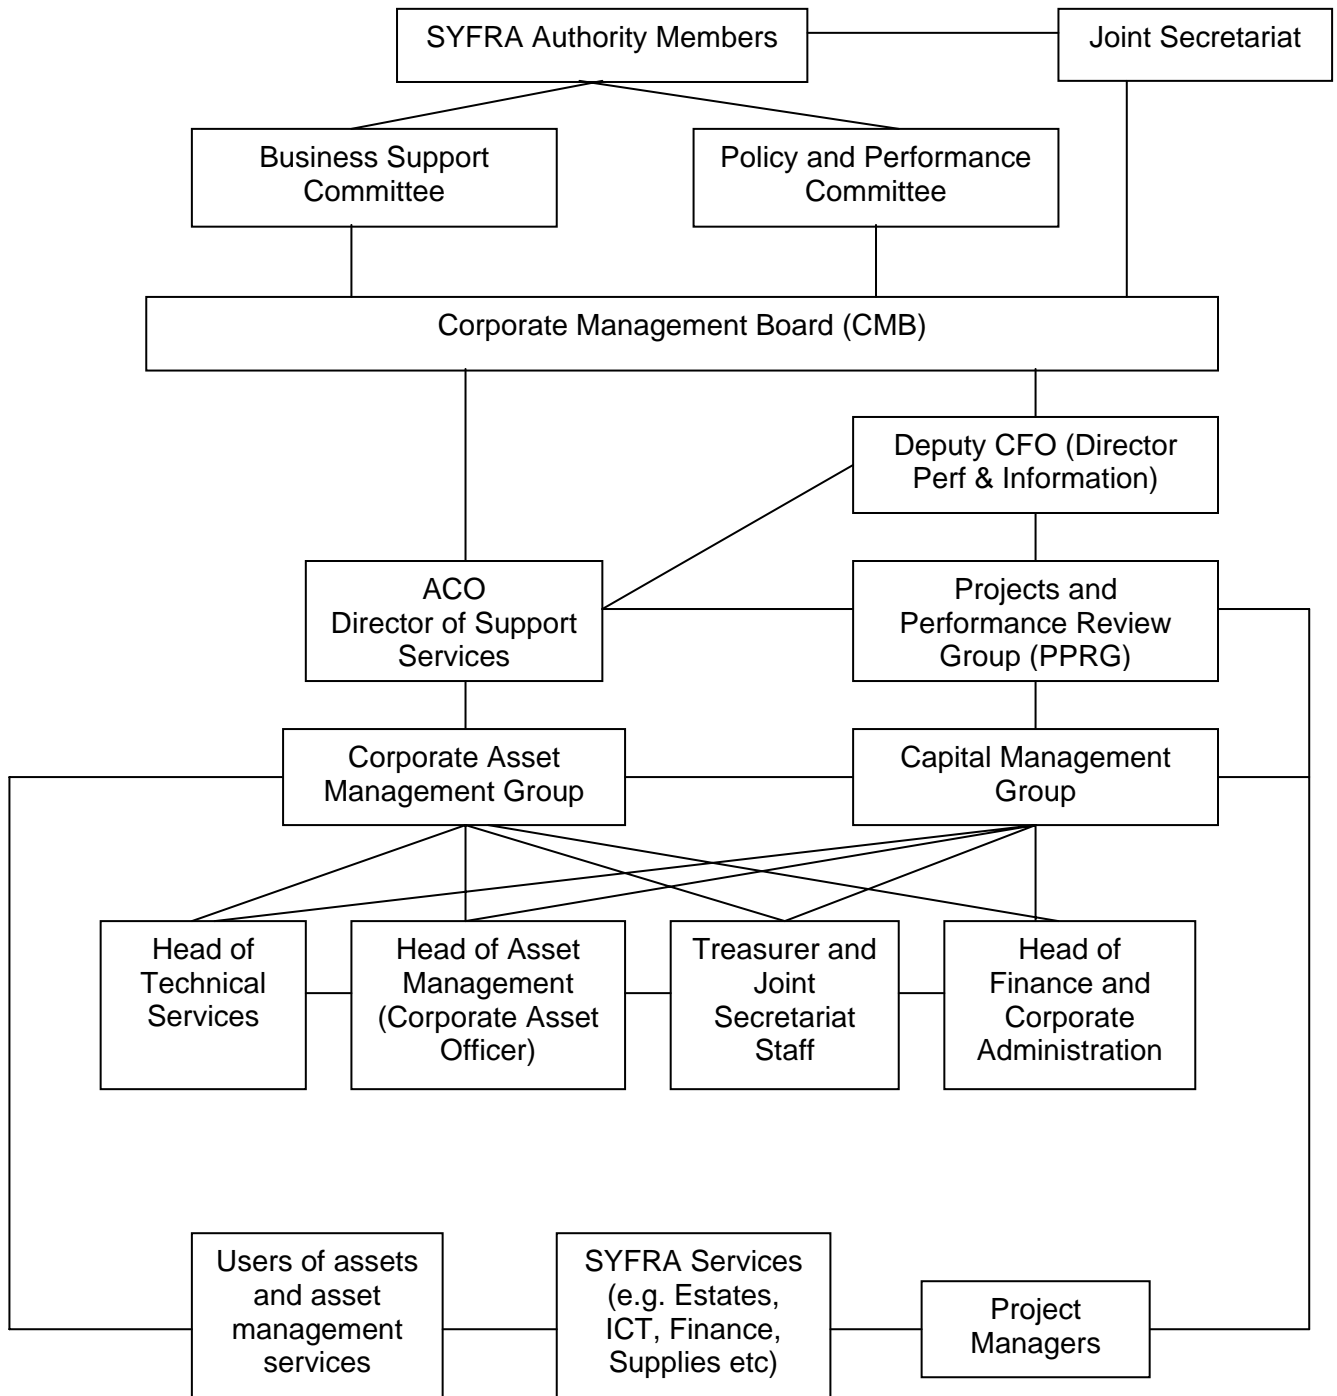 SYFRA Authority Members
Joint Secretariat
Business Support
Committee
Policy and Performance
Committee
Corporate Management Board (CMB)
Deputy CFO (Director
Perf & Information)
ACO
Director of Support
Services
Projects and
Performance Review
Group (PPRG)
Corporate Asset
Management Group
Capital Management
Group
Head of
Technical
Services
Head of Asset
Management
(Corporate Asset
Officer)
Treasurer and
Joint
Secretariat
Staff
Head of
Finance and
Corporate
Administration
Users of assets
and asset
management
services
SYFRA Services
(e.g. Estates,
ICT, Finance,
Supplies etc)
Project
Managers